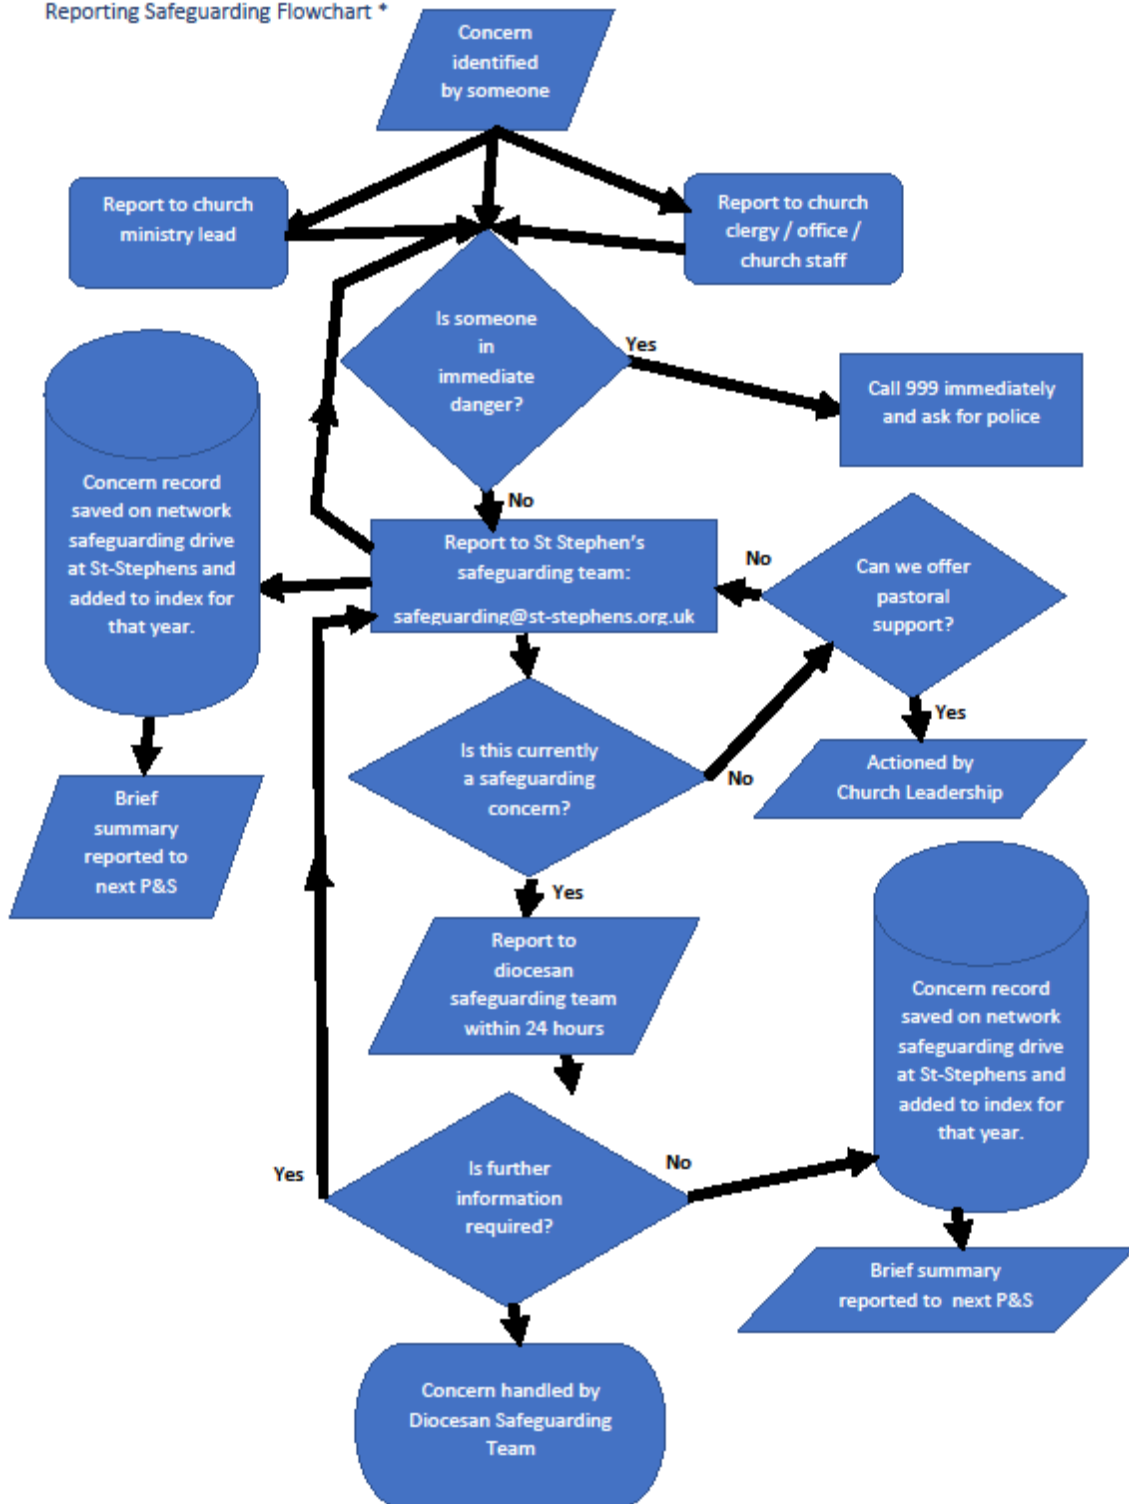 Reporting Safeguarding Flowchart *
Concern
identified
by someone
Report to church
ministry lead
Report to church
clergy / office /
church staff
Is someone
in
immediate
danger?
Yes
Call 999 immediately
and ask for police
No
Concern record
saved on network
safeguarding drive
at St-Stephens and
added to index for
that year.
Report to St Stephen's
safeguarding team:
safeguarding@st-stephens.org.uk
No
Can we offer
pastoral
support?
Yes
Actioned by
Church Leadership
Is this currently
a safeguarding
concern?
No
Brief
summary
reported to
next P&S
Yes
Report to
diocesan
safeguarding team
within 24 hours
Concern record
saved on network
safeguarding drive
at St-Stephens and
added to index for
that year.
Yes
Is further
information
required?
No
Brief summary
reported to next P&S
Concern handled by
Diocesan Safeguarding
Team